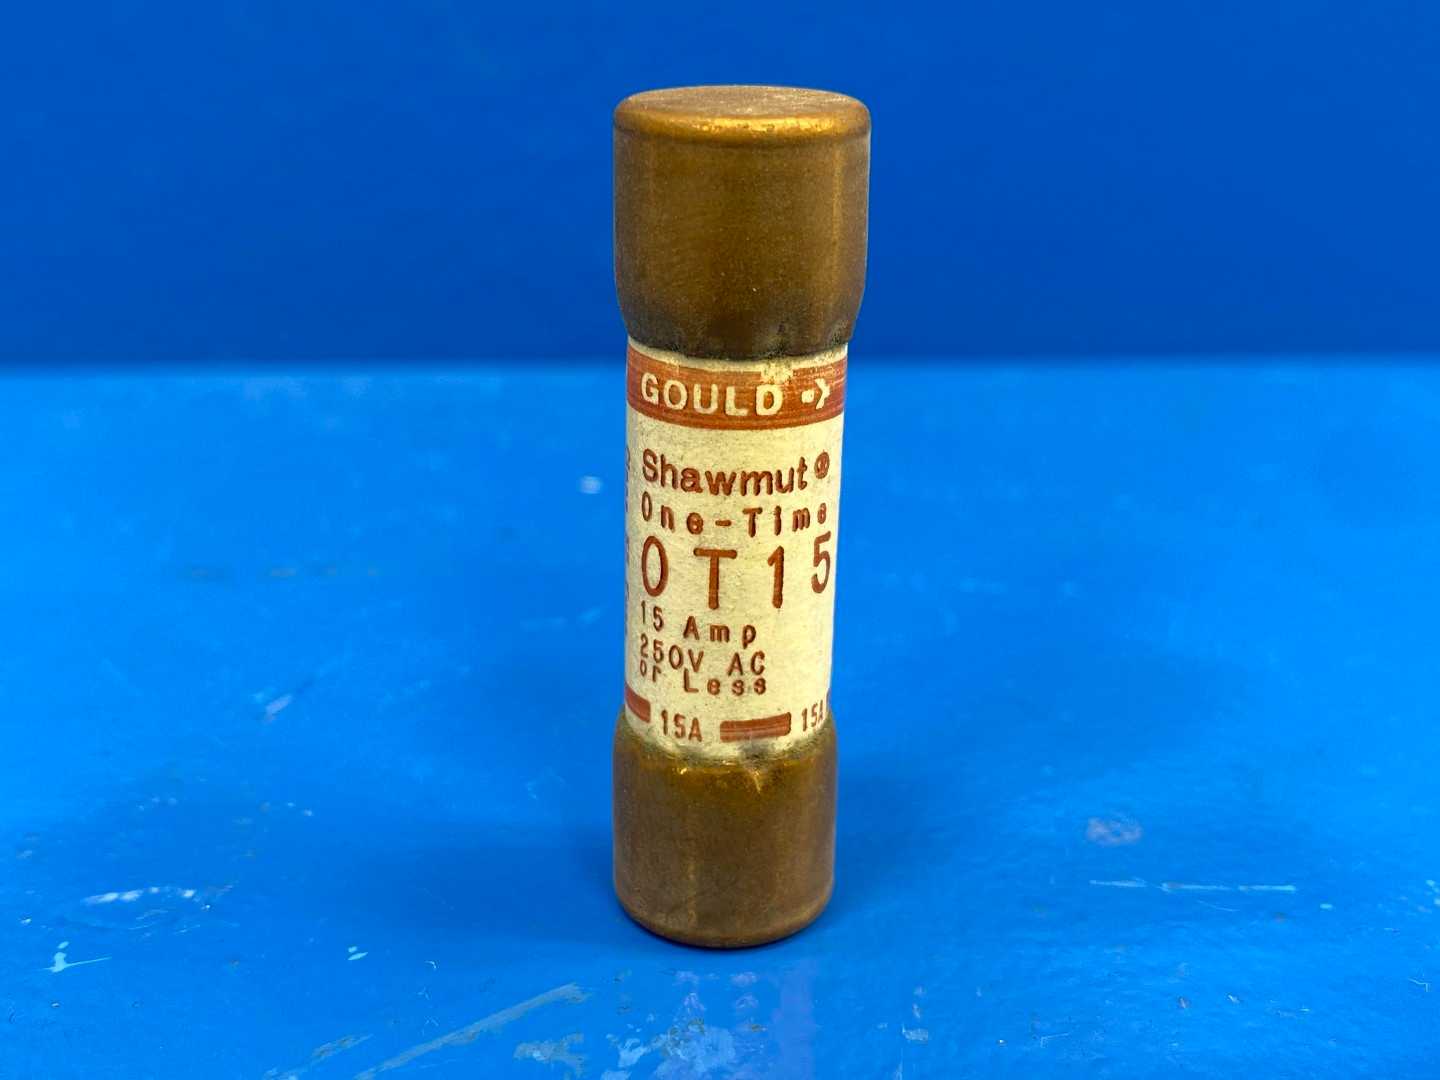 GOULD
Shawmut
One-Time
OT15
15 Amp
250V AC
or Less
15A 15A